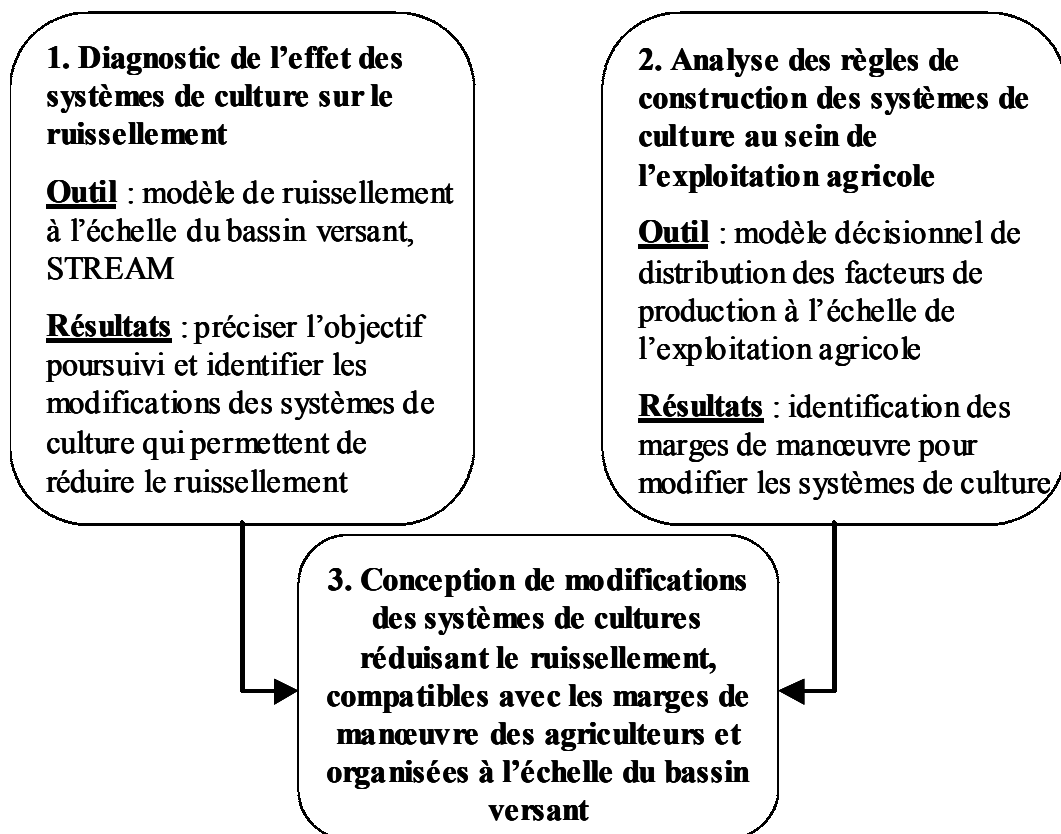 1. Diagnostic de l’effet des
systèmes de culture sur le
ruissellement
Outil : modèle de ruissellement
à l’échelle du bassin versant,
STREAM
Résultats : préciser l’objectif
poursuivi et identifier les
modifications des systèmes de
culture qui permettent de
réduire le ruissellement
2. Analyse des règles de
construction des systèmes de
culture au sein de
l’exploitation agricole
Outil : modèle décisionnel de
distribution des facteurs de
production à l’échelle de
l’exploitation agricole
Résultats : identification des
marges de manœuvre pour
modifier les systèmes de culture
3. Conception de modifications
des systèmes de cultures
réduisant le ruissellement,
compatibles avec les marges de
manœuvre des agriculteurs et
organisées à l’échelle du bassin
versant